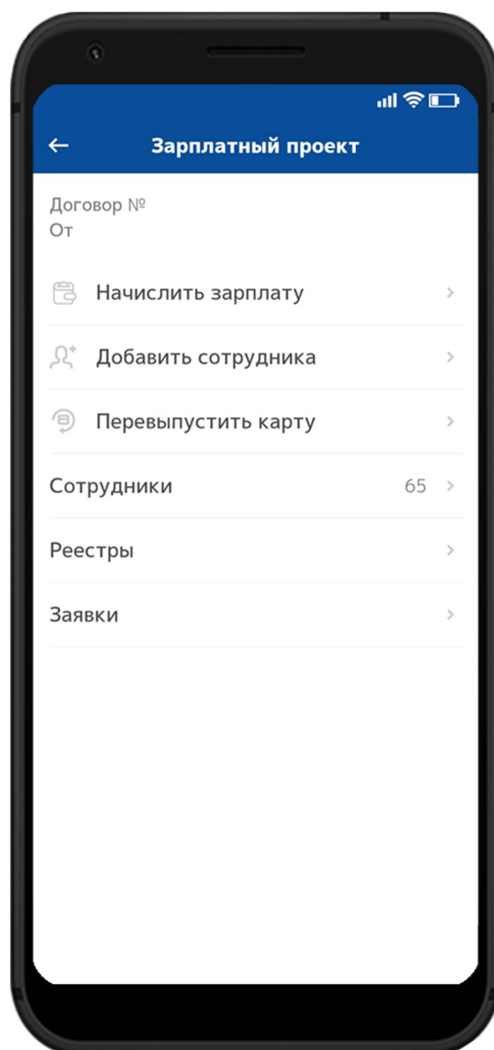 Зарплатный проект
Договор №
От
Начислить зарплату
Добавить сотрудника
Перевыпустить карту
Сотрудники 65
Реестры
Заявки